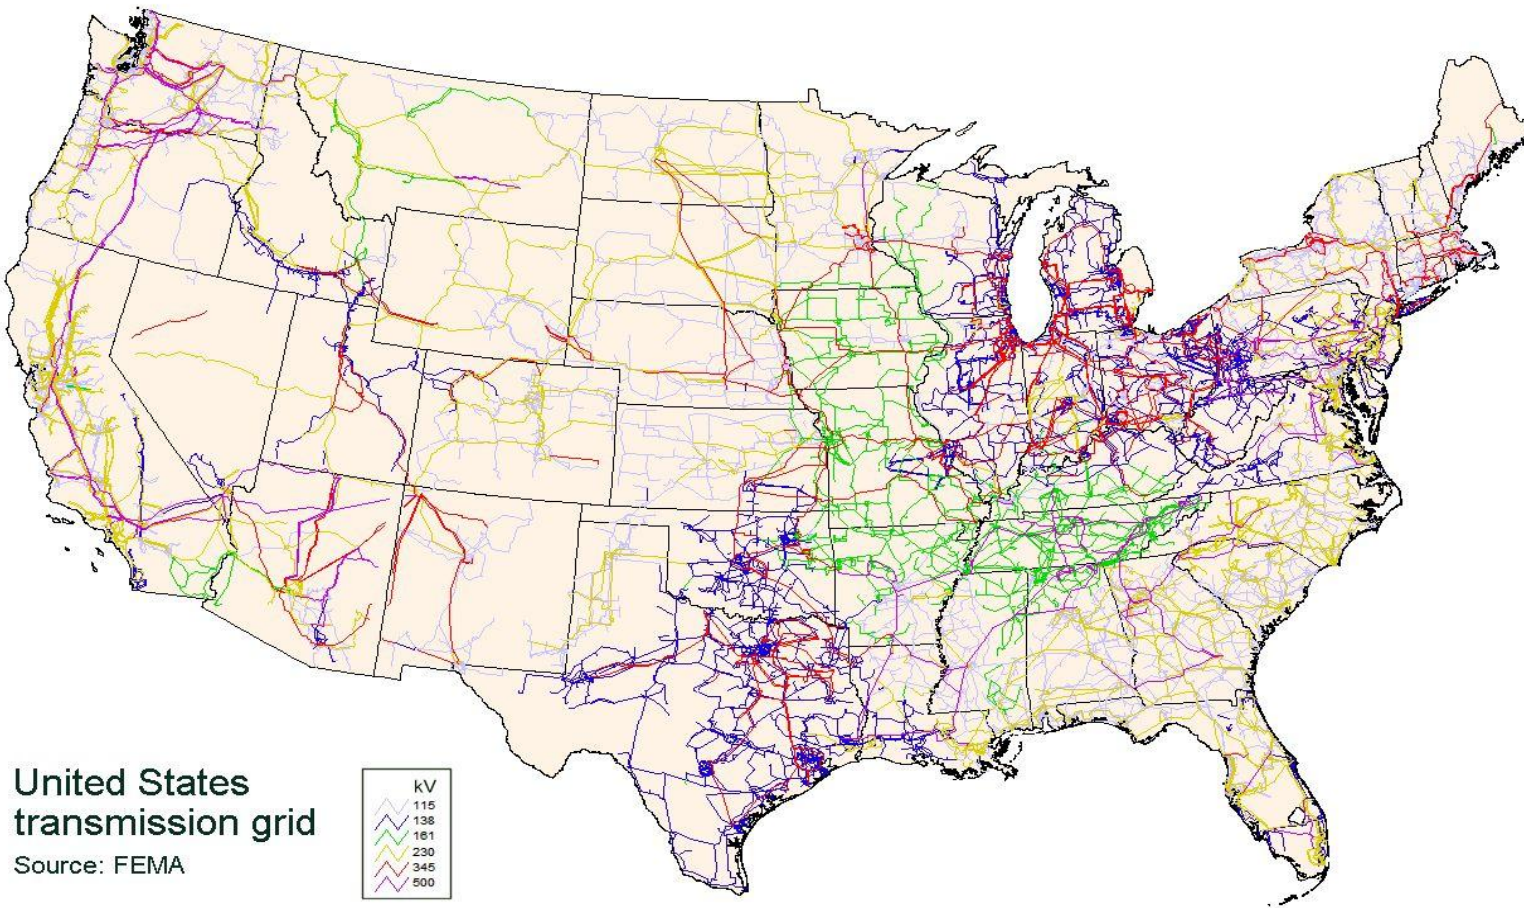 United States
transmission grid
Source: FEMA
kV
115
138
161
230
345
500